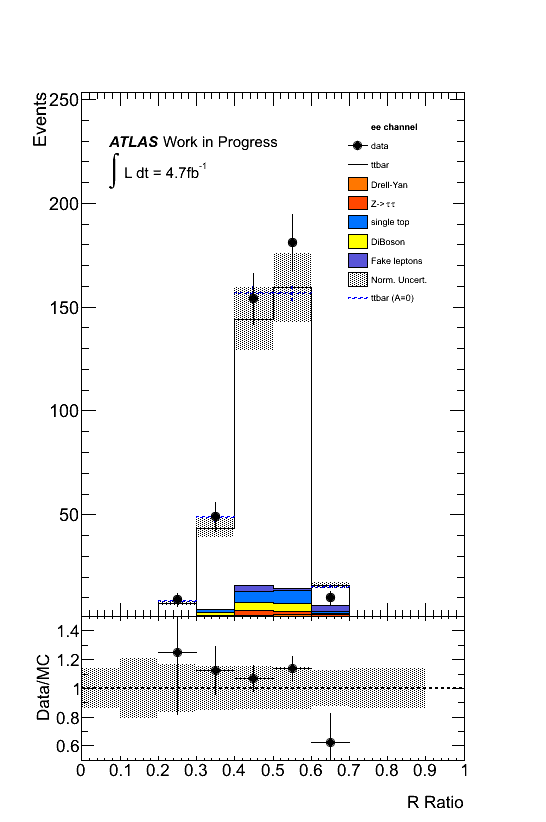 Events
250
200
150
100
50
ATLAS Work in Progress
∫ L dt = 4.7fb⁻¹
ee channel
data
ttbar
Drell-Yan
Z->ττ
single top
DiBoson
Fake leptons
Norm. Uncert.
ttbar (A=0)
Data/MC
1.4
1.2
1
0.8
0.6
0 0.1 0.2 0.3 0.4 0.5 0.6 0.7 0.8 0.9 1
R Ratio